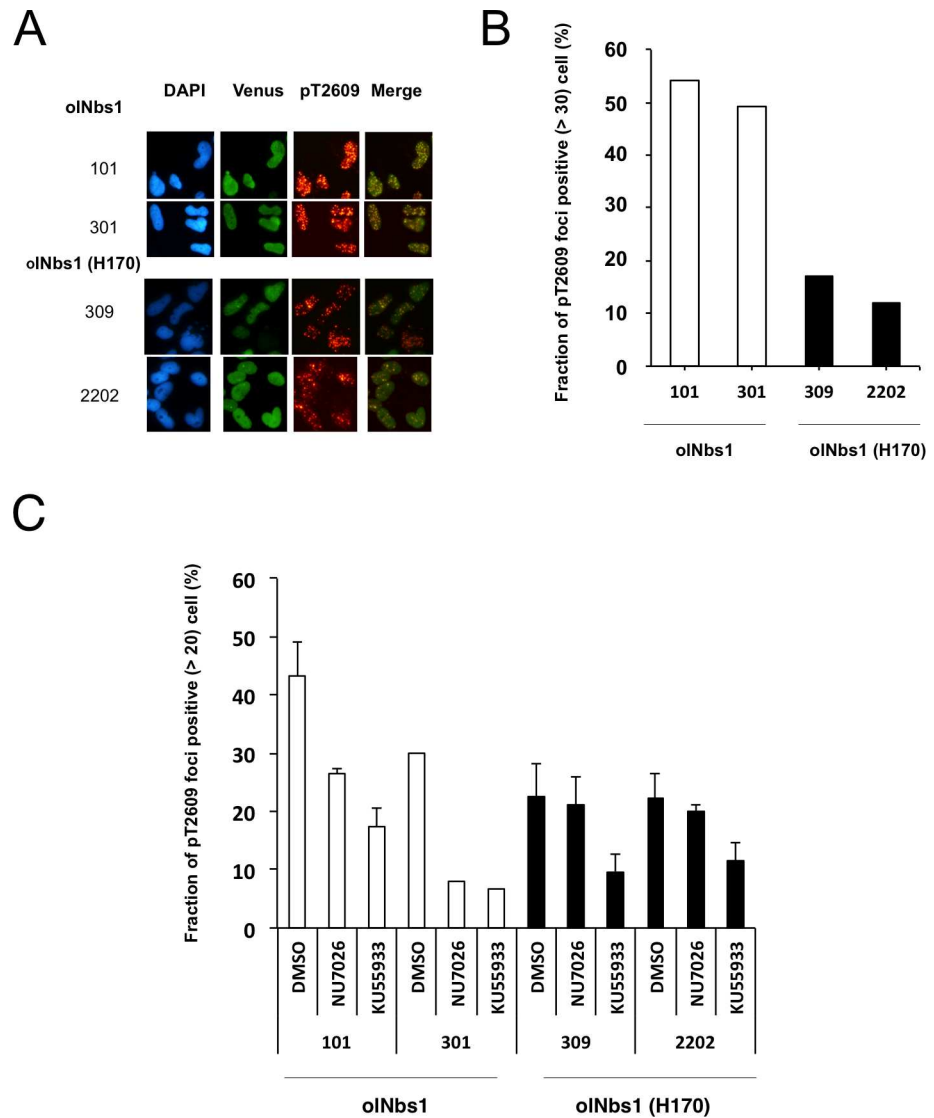 A
DAPI Venus pT2609 Merge
olNbs1
101
301
olNbs1 (H170)
309
2202
B
Fraction of pT2609 foci positive (> 30) cell (%)
60
50
40
30
20
10
0
101 301 309 2202
olNbs1 olNbs1 (H170)
C
Fraction of pT2609 foci positive (> 20) cell (%)
60
50
40
30
20
10
0
DMSO NU7026 KU55933 DMSO NU7026 KU55933 DMSO NU7026 KU55933 DMSO NU7026 KU55933
101 301 309 2202
olNbs1 olNbs1 (H170)